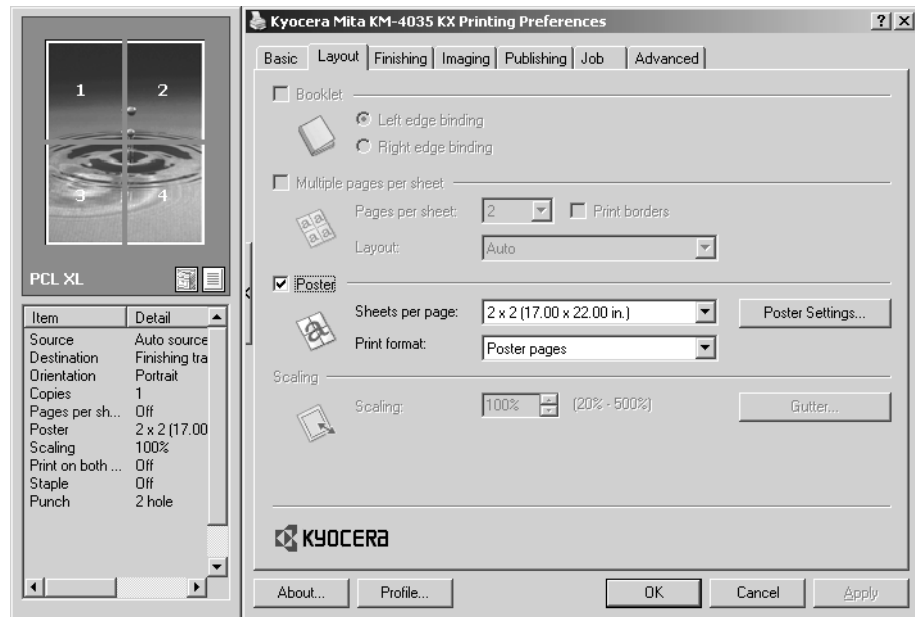 Kyocera Mita KM-4035 KX Printing Preferences
? X
Basic Layout Finishing Imaging Publishing Job Advanced
1 2
3 4
PCL XL
Item Detail
Source Auto source
Destination Finishing tra
Orientation Portrait
Copies 1
Pages per sh... Off
Poster 2 x 2 (17.00
Scaling 100%
Print on both ... Off
Staple Off
Punch 2 hole
Booklet
Left edge binding
Right edge binding
Multiple pages per sheet
Pages per sheet: 2 Print borders
Layout: Auto
Poster
Sheets per page: 2 x 2 (17.00 x 22.00 in.) Poster Settings...
Print format: Poster pages
Scaling
Scaling: 100% (20% - 500%) Gutter...
KYOCERA
About... Profile... OK Cancel Apply